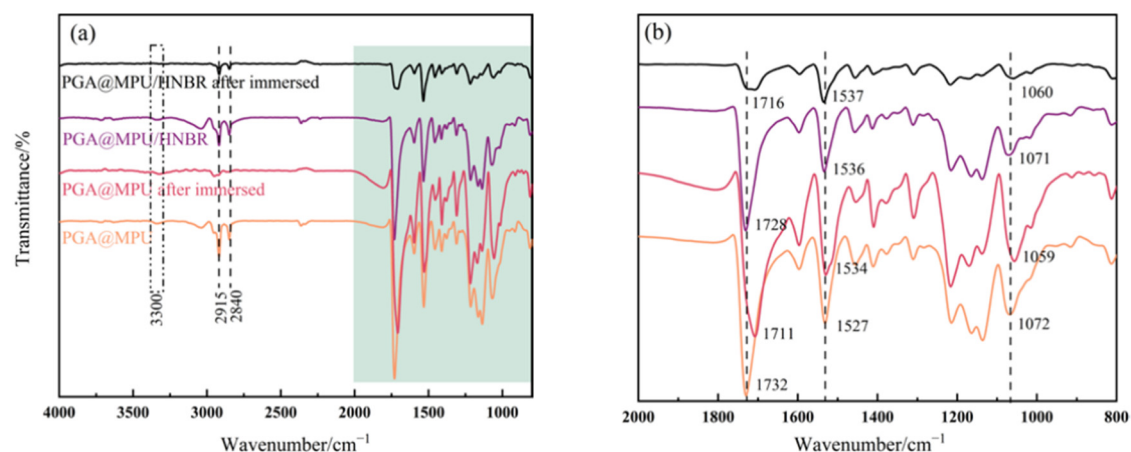 (a)
PGA@MPU/HNBR after immersed
PGA@MPU/HNBR
PGA@MPU after immersed
PGA@MPU
3300
2915
2840
Transmittance/%
4000 3500 3000 2500 2000 1500 1000
Wavenumber/cm⁻¹
(b)
1716 1537 1060
1536 1071
1728
1534 1059
1711 1527 1072
1732
2000 1800 1600 1400 1200 1000 800
Wavenumber/cm⁻¹